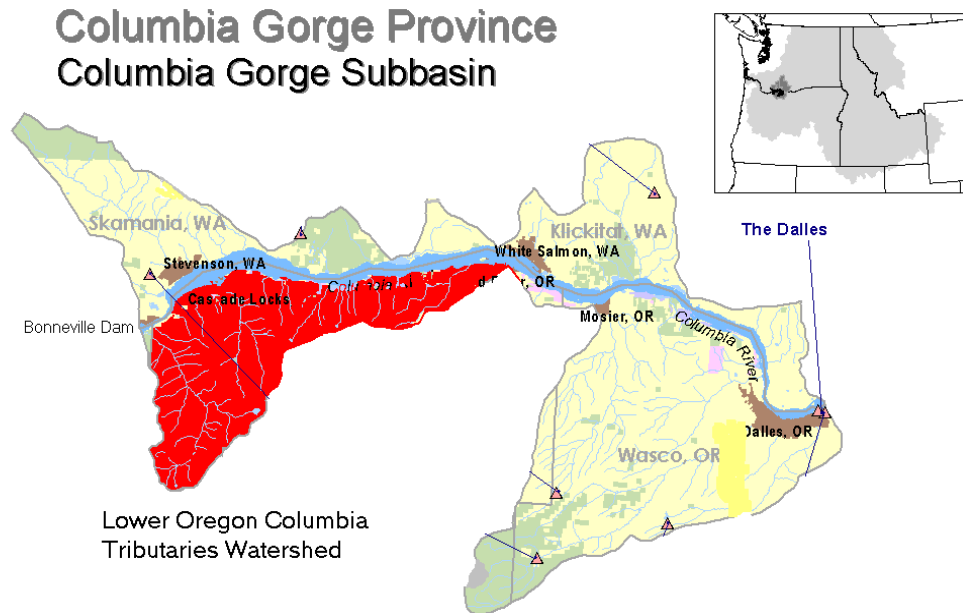 Columbia Gorge Province
Columbia Gorge Subbasin
Skamania, WA
Klickitat, WA
The Dalles
Stevenson, WA
White Salmon, WA
Cascade Locks
OR
Bonneville Dam
Mosier, OR
Columbia River
Dalles, OR
Wasco, OR
Lower Oregon Columbia
Tributaries Watershed